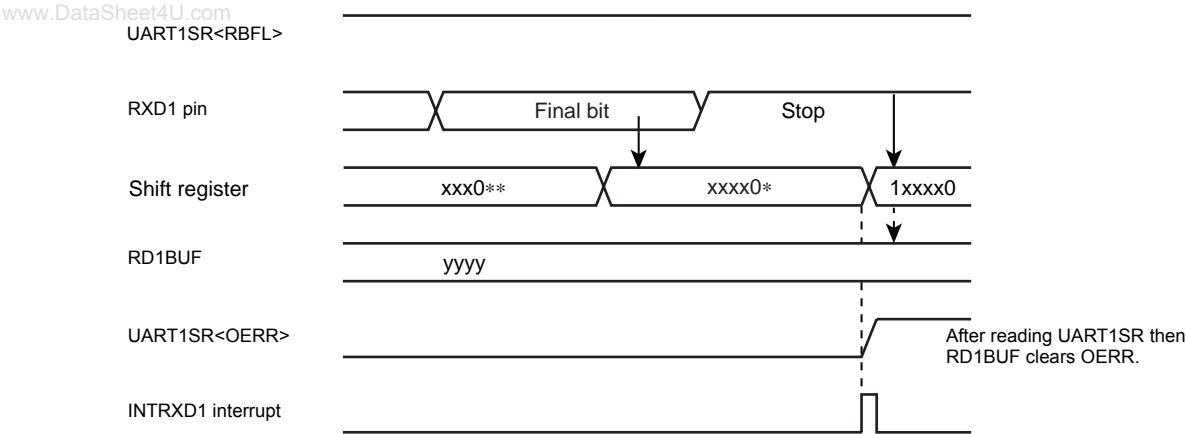 www.DataSheet4U.com
UART1SR<RBFL>
RXD1 pin
Final bit
Stop
Shift register
xxx0**
xxxx0*
1xxxx0
RD1BUF
yyyy
UART1SR<OERR>
After reading UART1SR then
RD1BUF clears OERR.
INTRXD1 interrupt